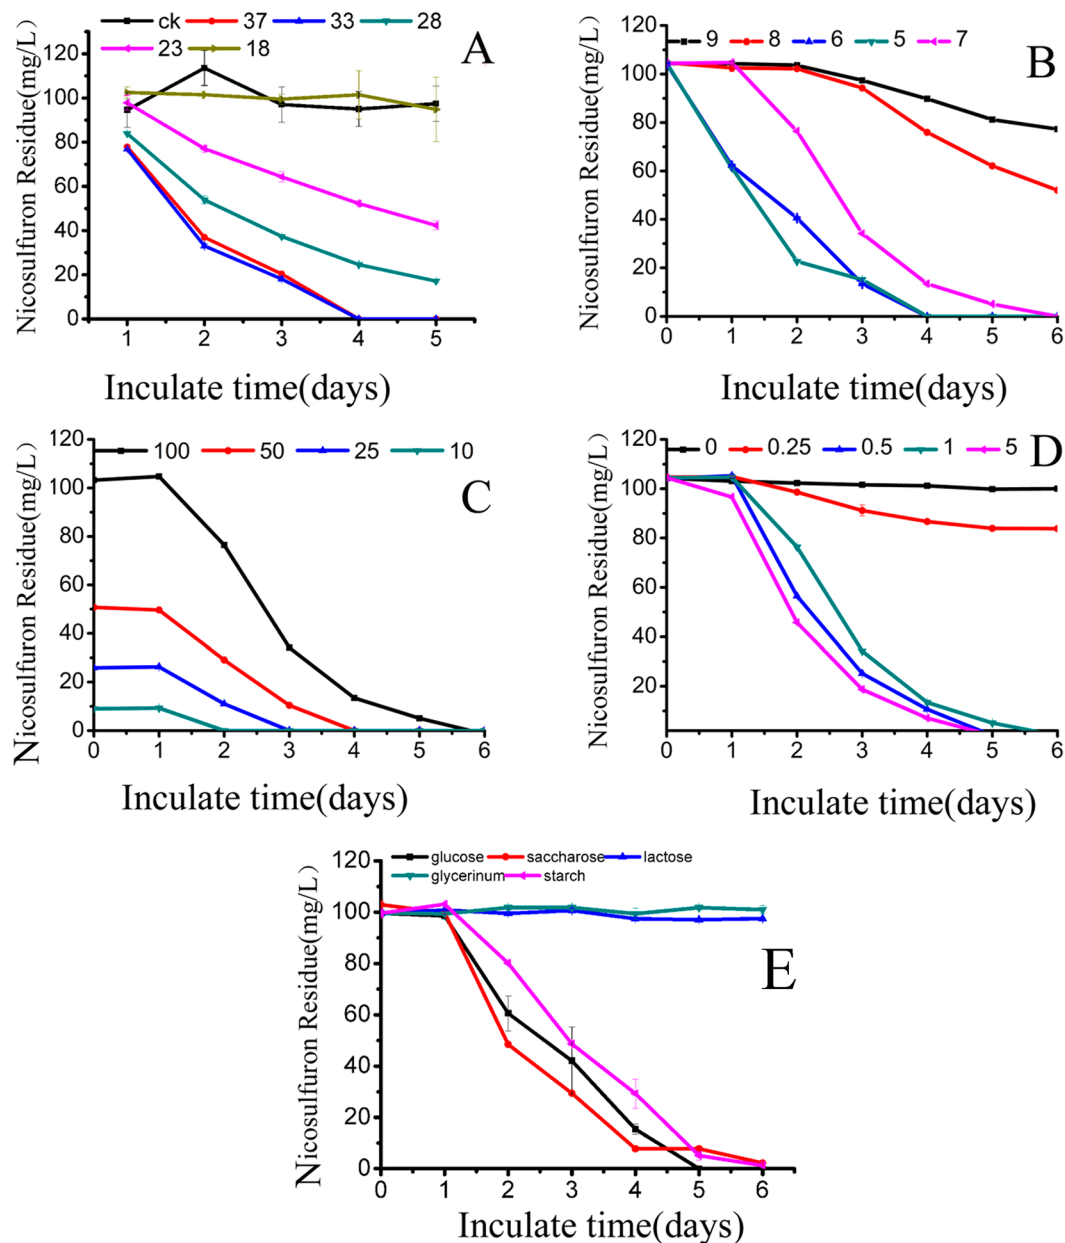 ck 37 33 28
23 18
A
Nicosulfuron Residue(mg/L)
120
100
80
60
40
20
0
1 2 3 4 5
Inculate time(days)
9 8 6 5 7
B
Nicosulfuron Residue(mg/L)
120
100
80
60
40
20
0
0 1 2 3 4 5 6
Inculate time(days)
100 50 25 10
C
Nicosulfuron Residue(mg/L)
120
100
80
60
40
20
0
0 1 2 3 4 5 6
Inculate time(days)
0 0.25 0.5 1 5
D
Nicosulfuron Residue(mg/L)
120
100
80
60
40
20
0 1 2 3 4 5 6
Inculate time(days)
glucose saccharose lactose
glycerinum starch
E
Nicosulfuron Residue(mg/L)
120
100
80
60
40
20
0
0 1 2 3 4 5 6
Inculate time(days)